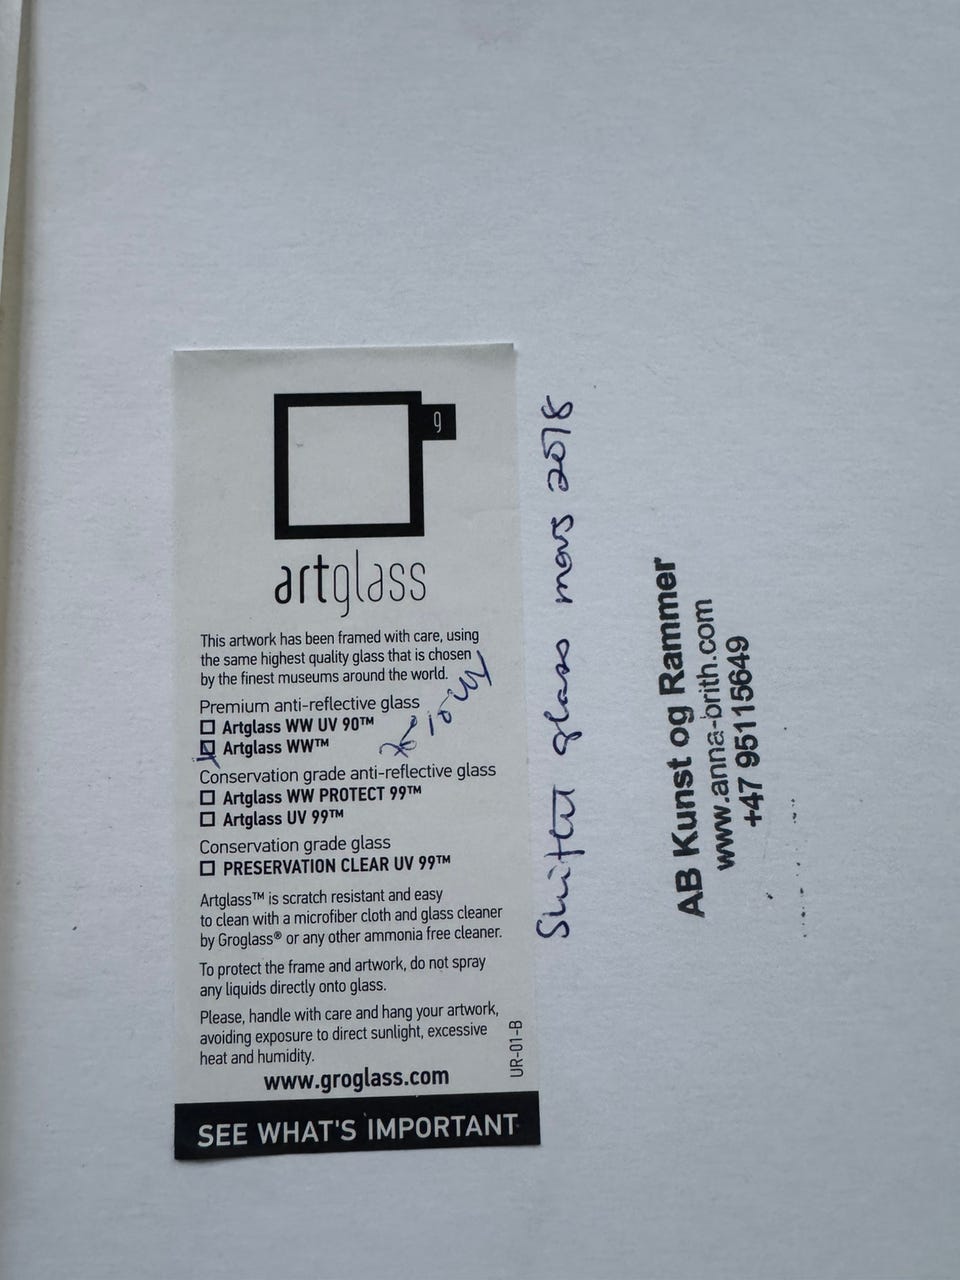 g
artglass
This artwork has been framed with care, using
the same highest quality glass that is chosen
by the finest museums around the world.
Premium anti-reflective glass
Artglass WW UV 90™
Artglass WW™
Conservation grade anti-reflective glass
Artglass WW PROTECT 99™
Artglass UV 99™
Conservation grade glass
PRESERVATION CLEAR UV 99™
Artglass™ is scratch resistant and easy
to clean with a microfiber cloth and glass cleaner
by Groglass® or any other ammonia free cleaner.
To protect the frame and artwork, do not spray
any liquids directly onto glass.
Please, handle with care and hang your artwork,
avoiding exposure to direct sunlight, excessive
heat and humidity.
www.groglass.com
UR-01-B
SEE WHAT'S IMPORTANT
Skiftet glass mars 2018
AB Kunst og Rammer
www.anna-brith.com
+47 95115649